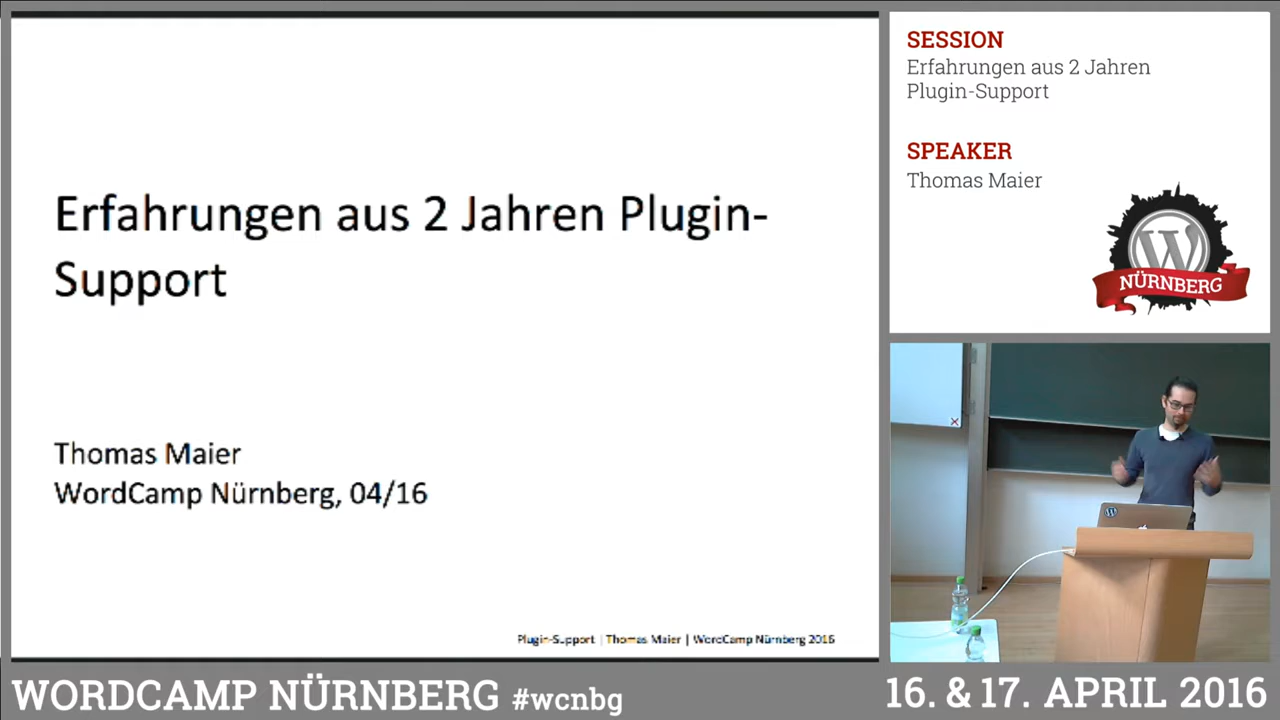 Erfahrungen aus 2 Jahren Plugin-
Support
Thomas Maier
WordCamp Nürnberg, 04/16
Plugin-Support | Thomas Maier | WordCamp Nürnberg 2016
SESSION
Erfahrungen aus 2 Jahren
Plugin-Support
SPEAKER
Thomas Maier
W
NÜRNBERG
WORDCAMP NÜRNBERG #wcnbg
16. & 17. APRIL 2016